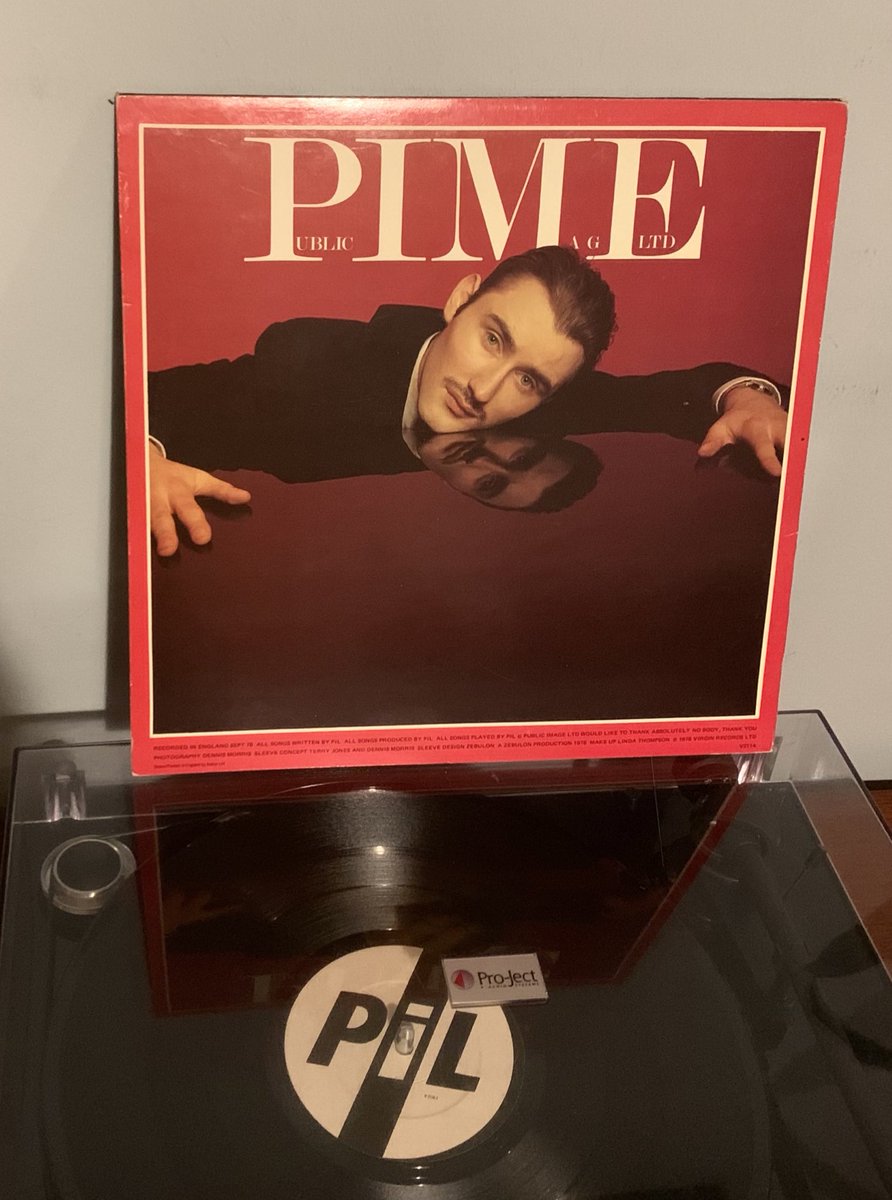 PIME
UBLIC A G LTD
RECORDED IN ENGLAND SEPT 78 ALL SONGS WRITTEN BY PiL ALL SONGS PRODUCED BY PiL ALL SONGS PLAYED BY PiL © PUBLIC IMAGE LTD WOULD LIKE TO THANK ABSOLUTELY NO BODY, THANK YOU
PHOTOGRAPHY DENNIS MORRIS SLEEVE CONCEPT TERRY JONES AND DENNIS MORRIS SLEEVE DESIGN ZEBULON A ZEBULON PRODUCTION 1978 MAKE UP LINDA THOMPSON ℗ 1978 VIRGIN RECORDS LTD
V2114
Pro-Ject
AUDIO SYSTEMS
PiL